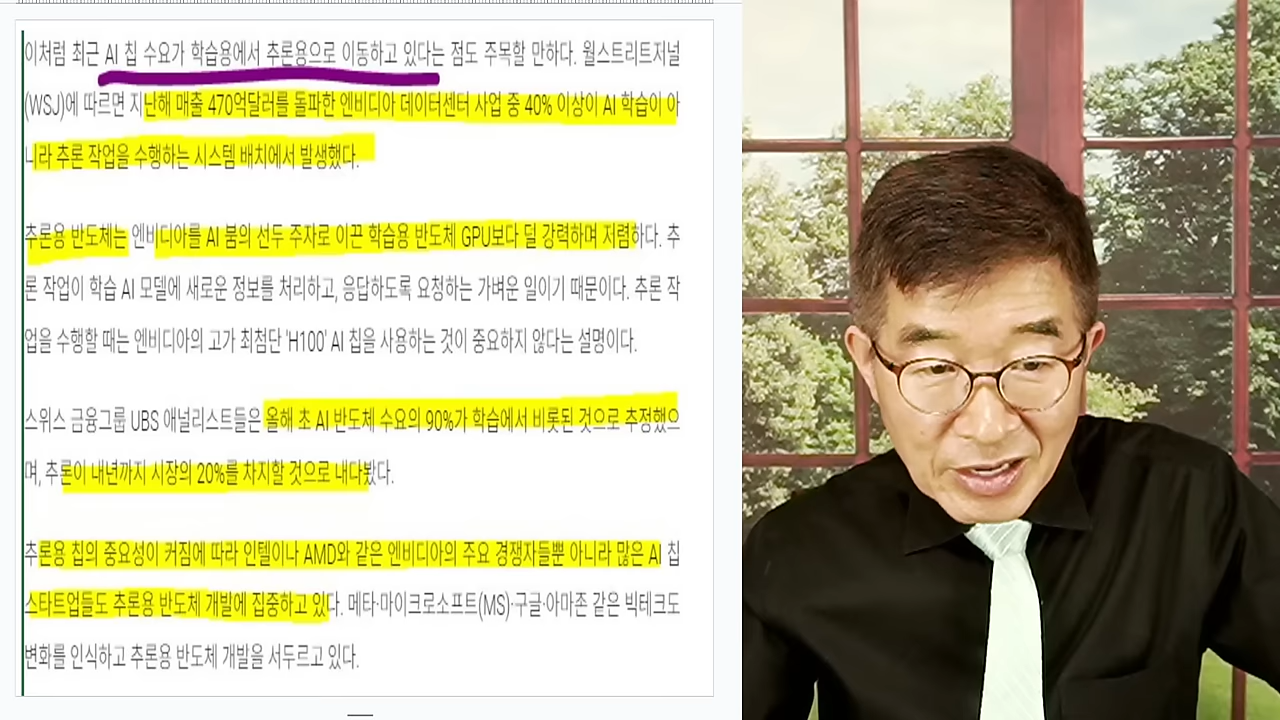 이처럼 최근 AI 칩 수요가 학습용에서 추론용으로 이동하고 있다는 점도 주목할 만하다. 월스트리트저널
(WSJ)에 따르면 지난해 매출 470억달러를 돌파한 엔비디아 데이터센터 사업 중 40% 이상이 AI 학습이 아
니라 추론 작업을 수행하는 시스템 배치에서 발생했다.
추론용 반도체는 엔비디아를 AI 붐의 선두 주자로 이끈 학습용 반도체 GPU보다 덜 강력하며 저렴하다. 추
론 작업이 학습 AI 모델에 새로운 정보를 처리하고, 응답하도록 요청하는 가벼운 일이기 때문이다. 추론 작
업을 수행할 때는 엔비디아의 고가 최첨단 'H100' AI 칩을 사용하는 것이 중요하지 않다는 설명이다.
스위스 금융그룹 UBS 애널리스트들은 올해 초 AI 반도체 수요의 90%가 학습에서 비롯된 것으로 추정했으
며, 추론이 내년까지 시장의 20%를 차지할 것으로 내다봤다.
추론용 칩의 중요성이 커짐에 따라 인텔이나 AMD와 같은 엔비디아의 주요 경쟁자들뿐 아니라 많은 AI 칩
스타트업들도 추론용 반도체 개발에 집중하고 있다. 메타·마이크로소프트(MS)·구글·아마존 같은 빅테크도
변화를 인식하고 추론용 반도체 개발을 서두르고 있다.